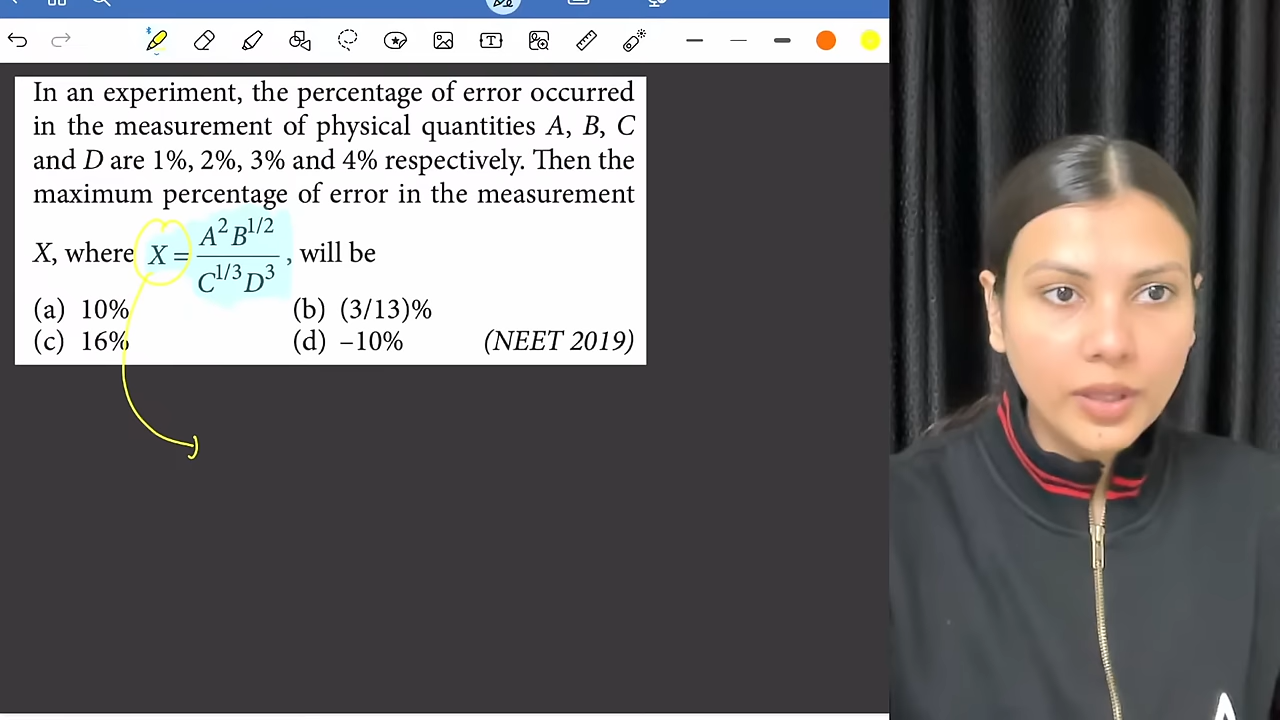 In an experiment, the percentage of error occurred
in the measurement of physical quantities A, B, C
and D are 1%, 2%, 3% and 4% respectively. Then the
maximum percentage of error in the measurement
X, where X = A² B^1/2 / C^1/3 D³ , will be
(a) 10% (b) (3/13)%
(c) 16% (d) –10% (NEET 2019)